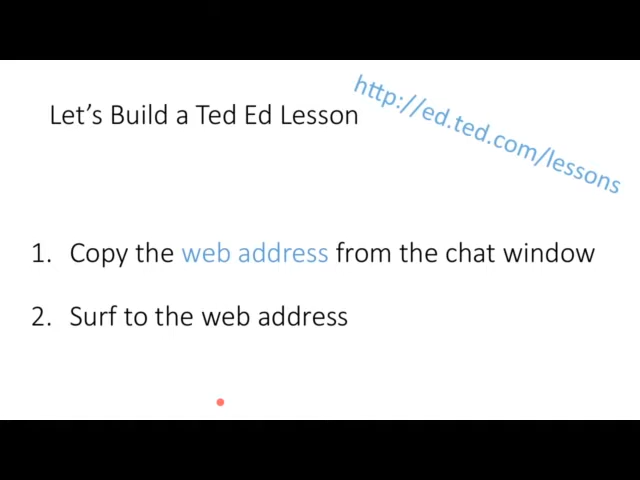 Let's Build a Ted Ed Lesson
http://ed.ted.com/lessons
1. Copy the web address from the chat window
2. Surf to the web address